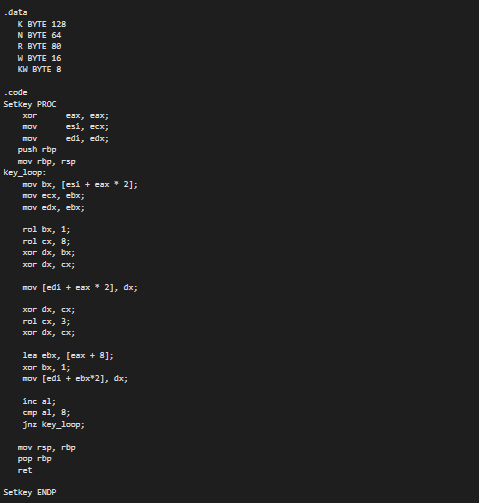 .data
K BYTE 128
N BYTE 64
R BYTE 80
W BYTE 16
KW BYTE 8
.code
Setkey PROC
xor eax, eax;
mov esi, ecx;
mov edi, edx;
push rbp
mov rbp, rsp
key_loop:
mov bx, [esi + eax * 2];
mov ecx, ebx;
mov edx, ebx;
rol bx, 1;
rol cx, 8;
xor dx, bx;
xor dx, cx;
mov [edi + eax * 2], dx;
xor dx, cx;
rol cx, 3;
xor dx, cx;
lea ebx, [eax + 8];
xor bx, 1;
mov [edi + ebx*2], dx;
inc al;
cmp al, 8;
jnz key_loop;
mov rsp, rbp
pop rbp
ret
Setkey ENDP